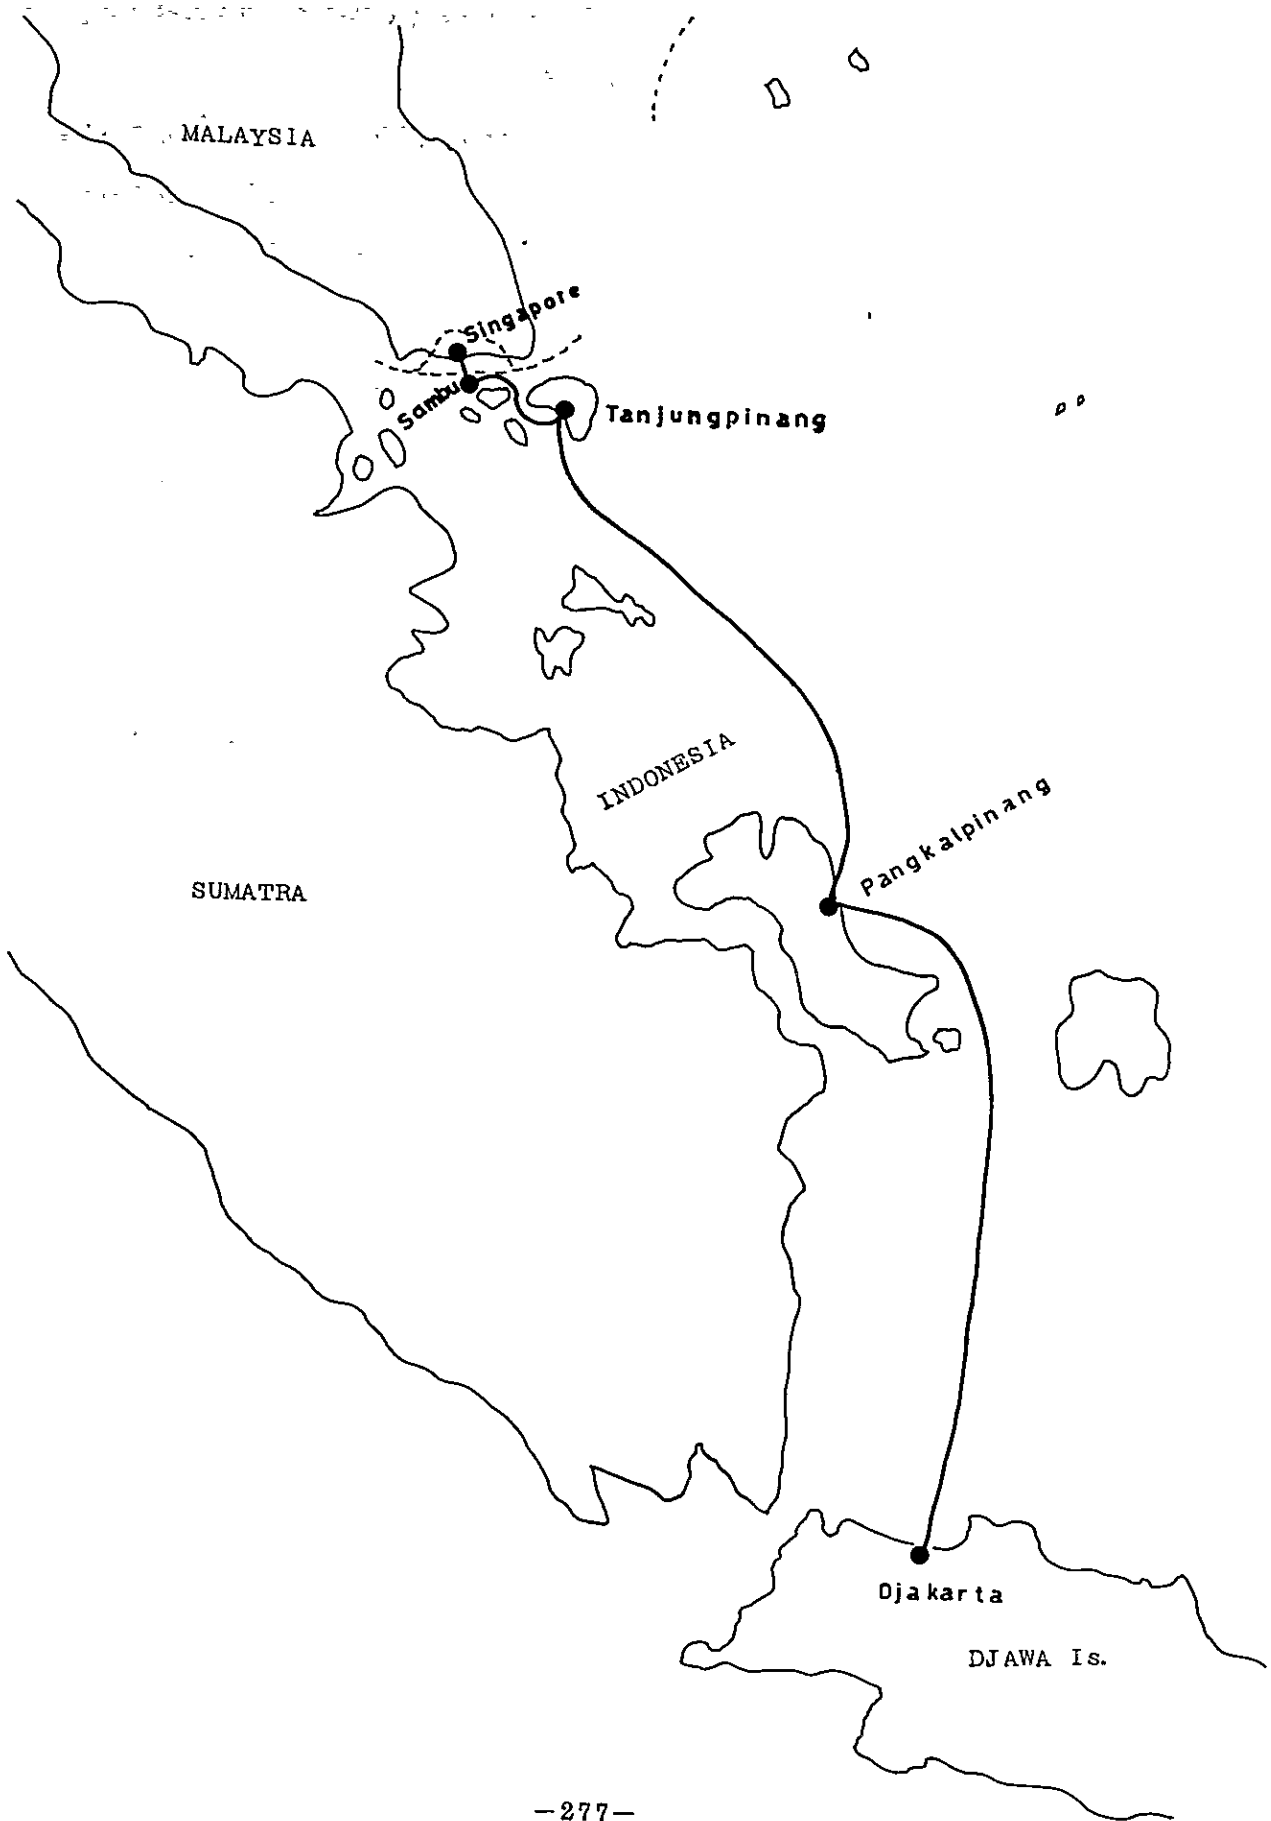 MALAYSIA
Singapore
Sambu
Tanjungpinang
INDONESIA
Pangkalpinang
SUMATRA
Djakarta
DJAWA Is.
—277—